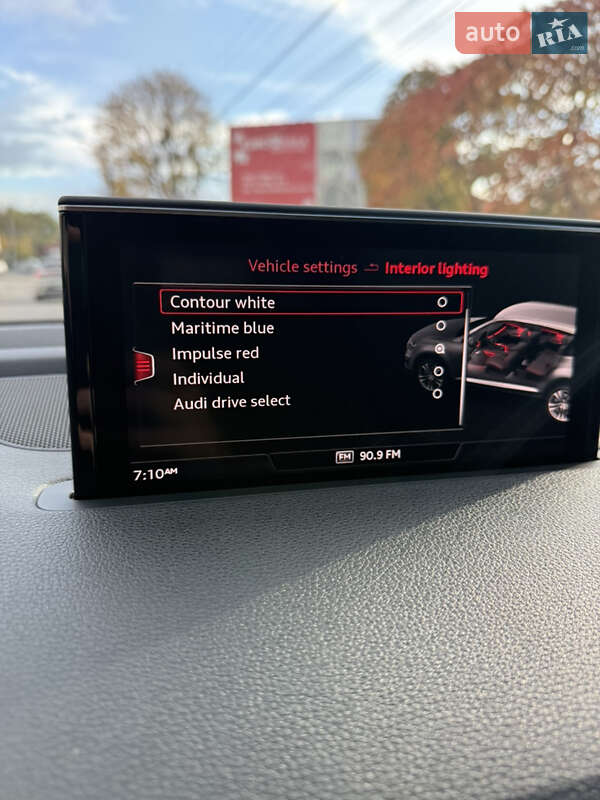 auto RIA
.com
Vehicle settings Interior lighting
Contour white
Maritime blue
Impulse red
Individual
Audi drive select
FM 90.9 FM
7:10AM